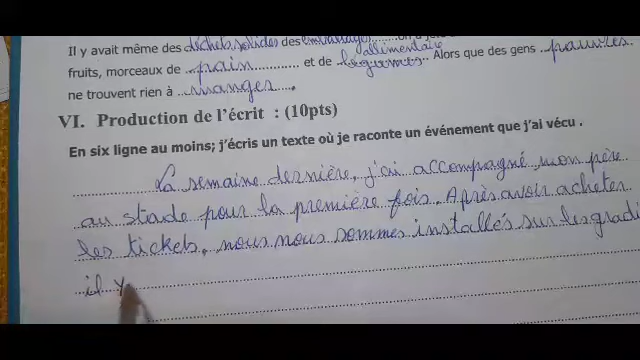 Il y avait même des déchets solides des emballages
fruits, morceaux de pain et de légumes alimentaire. Alors que des gens pauvres
ne trouvent rien à manger.
VI. Production de l'écrit : (10pts)
En six ligne au moins; j'écris un texte où je raconte un événement que j'ai vécu .
La semaine dernière, j'ai accompagné mon père
au stade pour la première fois. Après avoir acheter
les tickets, nous nous sommes installés sur les gradi
il y